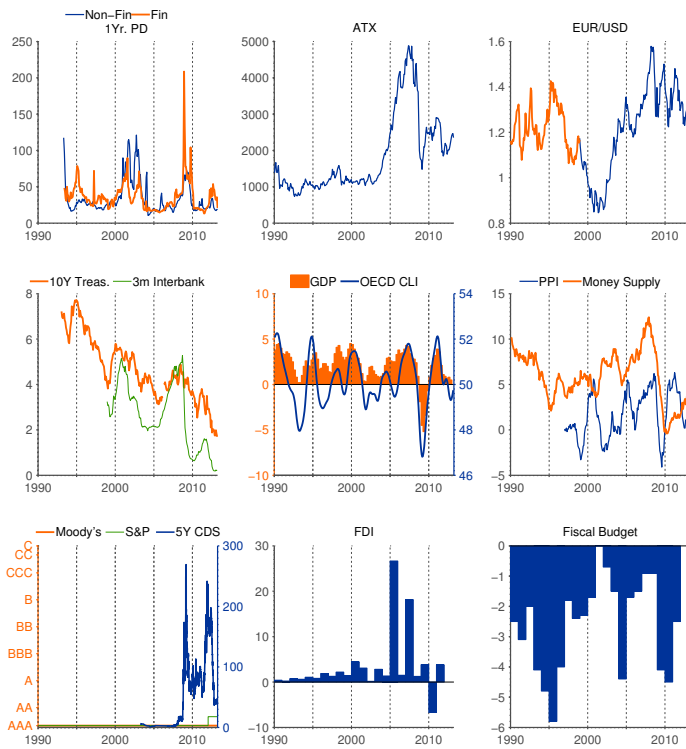 Non-Fin Fin
1Yr. PD
250
200
150
100
50
0
1990 2000 2010
ATX
5000
4000
3000
2000
1000
0
1990 2000 2010
EUR/USD
1.6
1.4
1.2
1
0.8
1990 2000 2010
10Y Treas. 3m Interbank
8
6
4
2
0
1990 2000 2010
GDP OECD CLI
10 54
5 52
0 50
−5 48
−10 46
1990 2000 2010
PPI Money Supply
15
10
5
0
−5
1990 2000 2010
Moody's S&P 5Y CDS
C 300
CC
CCC
B 200
BB
BBB
A 100
AA
AAA 0
1990 2000 2010
FDI
30
20
10
0
−10
1990 2000 2010
Fiscal Budget
0
−1
−2
−3
−4
−5
−6
1990 2000 2010